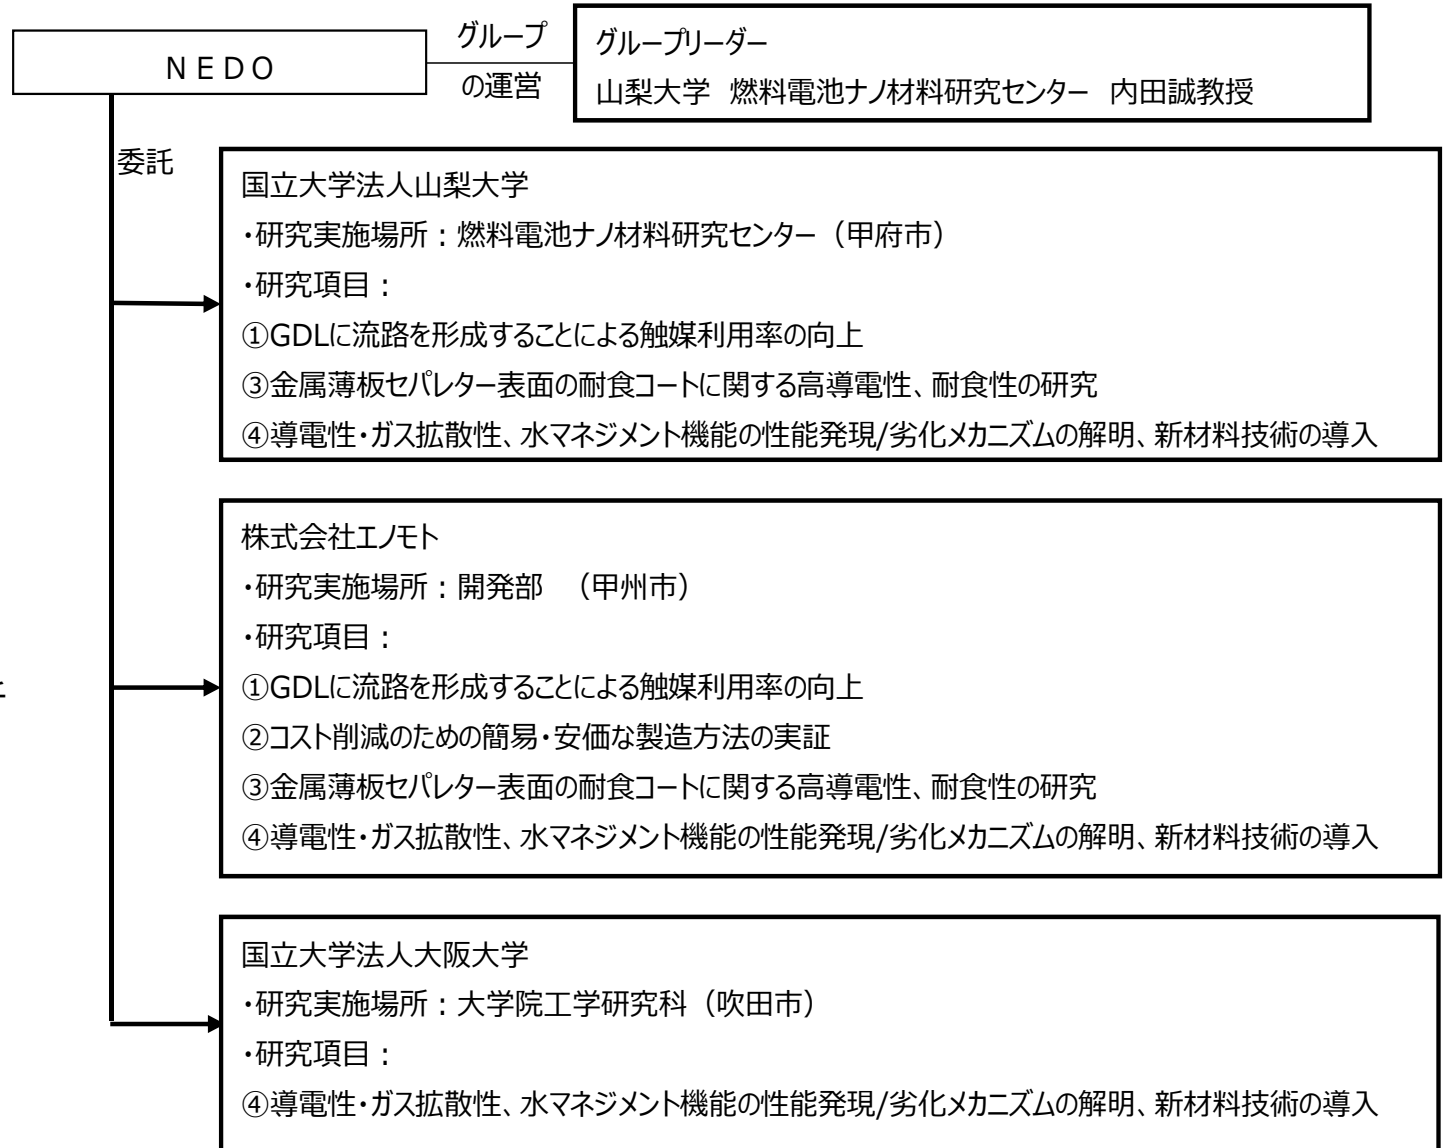 NEDO
グループ
の運営
グループリーダー
山梨大学 燃料電池ナノ材料研究センター 内田誠教授
委託
国立大学法人山梨大学
・研究実施場所：燃料電池ナノ材料研究センター（甲府市）
・研究項目：
①GDLに流路を形成することによる触媒利用率の向上
③金属薄板セパレター表面の耐食コートに関する高導電性、耐食性の研究
④導電性・ガス拡散性、水マネジメント機能の性能発現/劣化メカニズムの解明、新材料技術の導入
株式会社エノモト
・研究実施場所：開発部 （甲州市）
・研究項目：
①GDLに流路を形成することによる触媒利用率の向上
②コスト削減のための簡易・安価な製造方法の実証
③金属薄板セパレター表面の耐食コートに関する高導電性、耐食性の研究
④導電性・ガス拡散性、水マネジメント機能の性能発現/劣化メカニズムの解明、新材料技術の導入
国立大学法人大阪大学
・研究実施場所：大学院工学研究科（吹田市）
・研究項目：
④導電性・ガス拡散性、水マネジメント機能の性能発現/劣化メカニズムの解明、新材料技術の導入